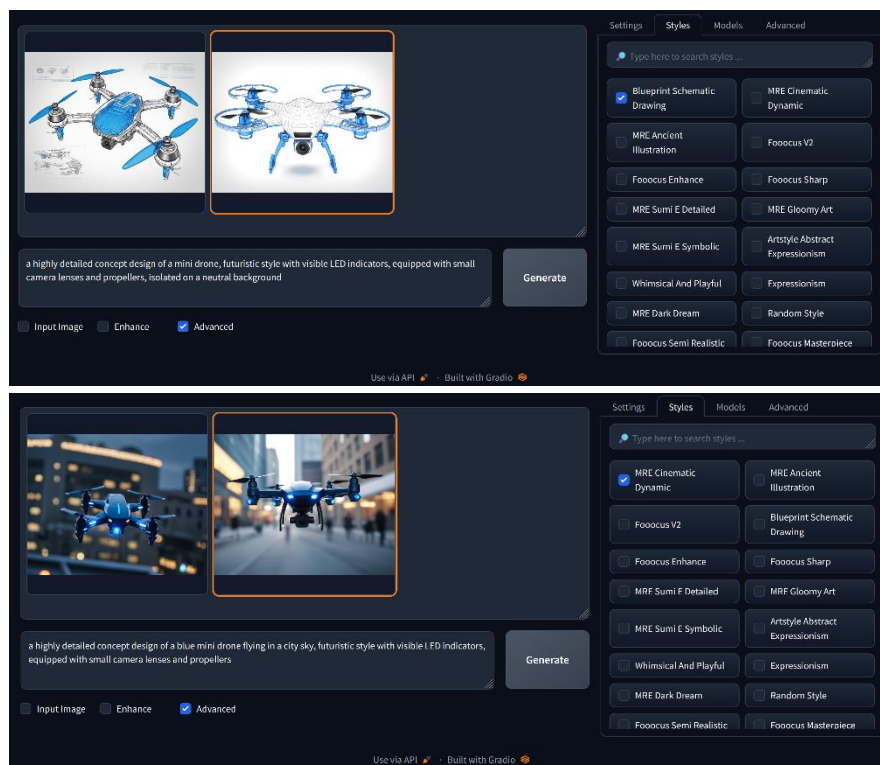 Settings
Styles
Models
Advanced
Type here to search styles ...
Blueprint Schematic
Drawing
MRE Cinematic
Dynamic
MRE Ancient
Illustration
Fooocus V2
Fooocus Enhance
Fooocus Sharp
MRE Sumi E Detailed
MRE Gloomy Art
MRE Sumi E Symbolic
Artstyle Abstract
Expressionism
Whimsical And Playful
Expressionism
MRE Dark Dream
Random Style
Fooocus Semi Realistic
Fooocus Masterpiece
a highly detailed concept design of a mini drone, futuristic style with visible LED indicators, equipped with small
camera lenses and propellers, isolated on a neutral background
Generate
Input Image
Enhance
Advanced
Use via API
· Built with Gradio
Settings
Styles
Models
Advanced
Type here to search styles ...
MRE Cinematic
Dynamic
MRE Ancient
Illustration
Fooocus V2
Blueprint Schematic
Drawing
Fooocus Enhance
Fooocus Sharp
MRE Sumi E Detailed
MRE Gloomy Art
MRE Sumi E Symbolic
Artstyle Abstract
Expressionism
Whimsical And Playful
Expressionism
MRE Dark Dream
Random Style
Fooocus Semi Realistic
Fooocus Masterpiece
a highly detailed concept design of a blue mini drone flying in a city sky, futuristic style with visible LED indicators,
equipped with small camera lenses and propellers
Generate
Input Image
Enhance
Advanced
Use via API
· Built with Gradio